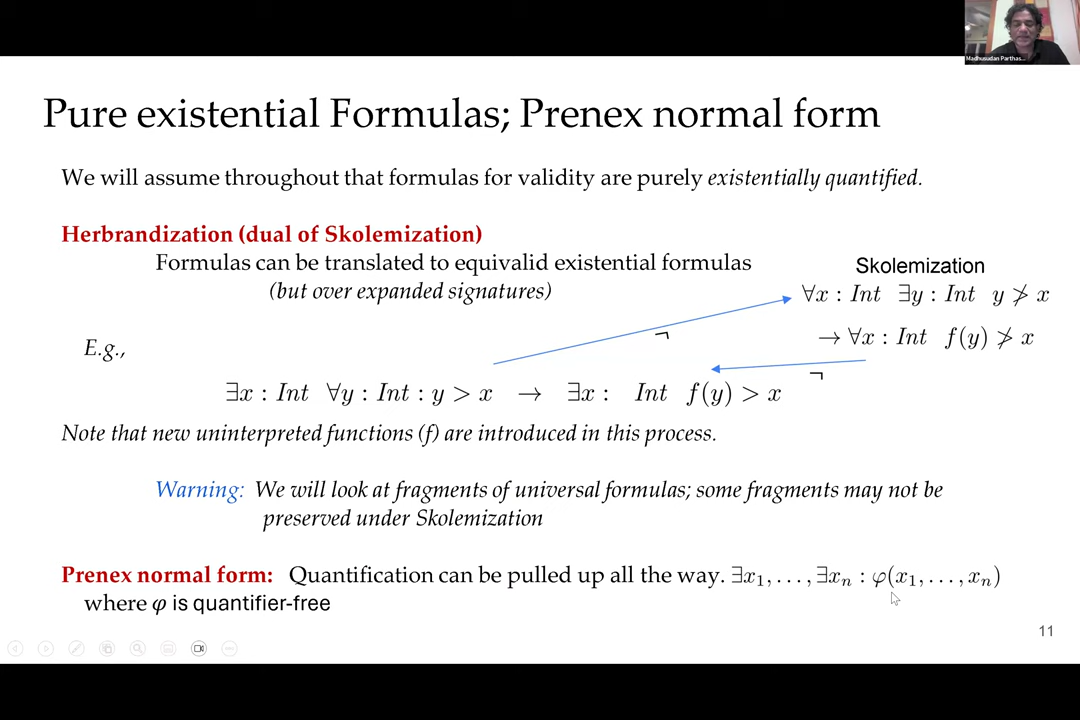 Madhusudan Parthas...
Pure existential Formulas; Prenex normal form
We will assume throughout that formulas for validity are purely existentially quantified.
Herbrandization (dual of Skolemization)
Formulas can be translated to equivalid existential formulas
(but over expanded signatures)
Skolemization
∀x : Int ∃y : Int y ≯ x
→ ∀x : Int f(y) ≯ x
¬
E.g.,
¬
∃x : Int ∀y : Int : y > x → ∃x : Int f(y) > x
Note that new uninterpreted functions (f) are introduced in this process.
Warning: We will look at fragments of universal formulas; some fragments may not be
preserved under Skolemization
Prenex normal form: Quantification can be pulled up all the way. ∃x₁, . . . , ∃xₙ : φ(x₁, . . . , xₙ)
where φ is quantifier-free
11